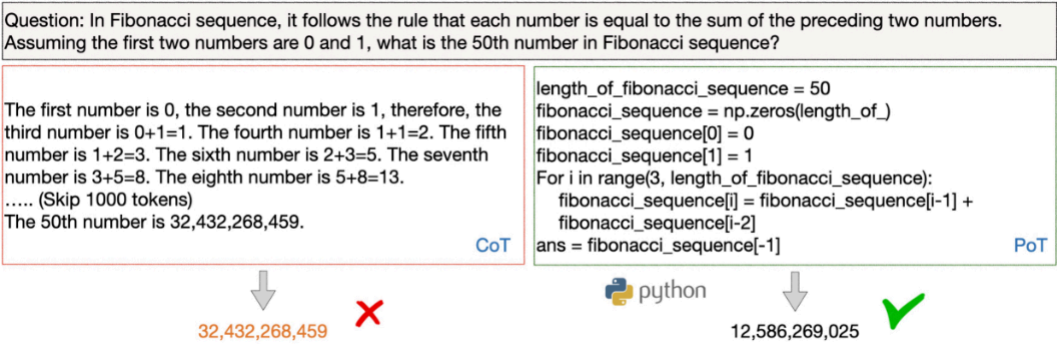 Question: In Fibonacci sequence, it follows the rule that each number is equal to the sum of the preceding two numbers.
Assuming the first two numbers are 0 and 1, what is the 50th number in Fibonacci sequence?
The first number is 0, the second number is 1, therefore, the
third number is 0+1=1. The fourth number is 1+1=2. The fifth
number is 1+2=3. The sixth number is 2+3=5. The seventh
number is 3+5=8. The eighth number is 5+8=13.
..... (Skip 1000 tokens)
The 50th number is 32,432,268,459.
CoT
length_of_fibonacci_sequence = 50
fibonacci_sequence = np.zeros(length_of_)
fibonacci_sequence[0] = 0
fibonacci_sequence[1] = 1
For i in range(3, length_of_fibonacci_sequence):
fibonacci_sequence[i] = fibonacci_sequence[i-1] +
fibonacci_sequence[i-2]
ans = fibonacci_sequence[-1]
PoT
python
32,432,268,459
12,586,269,025